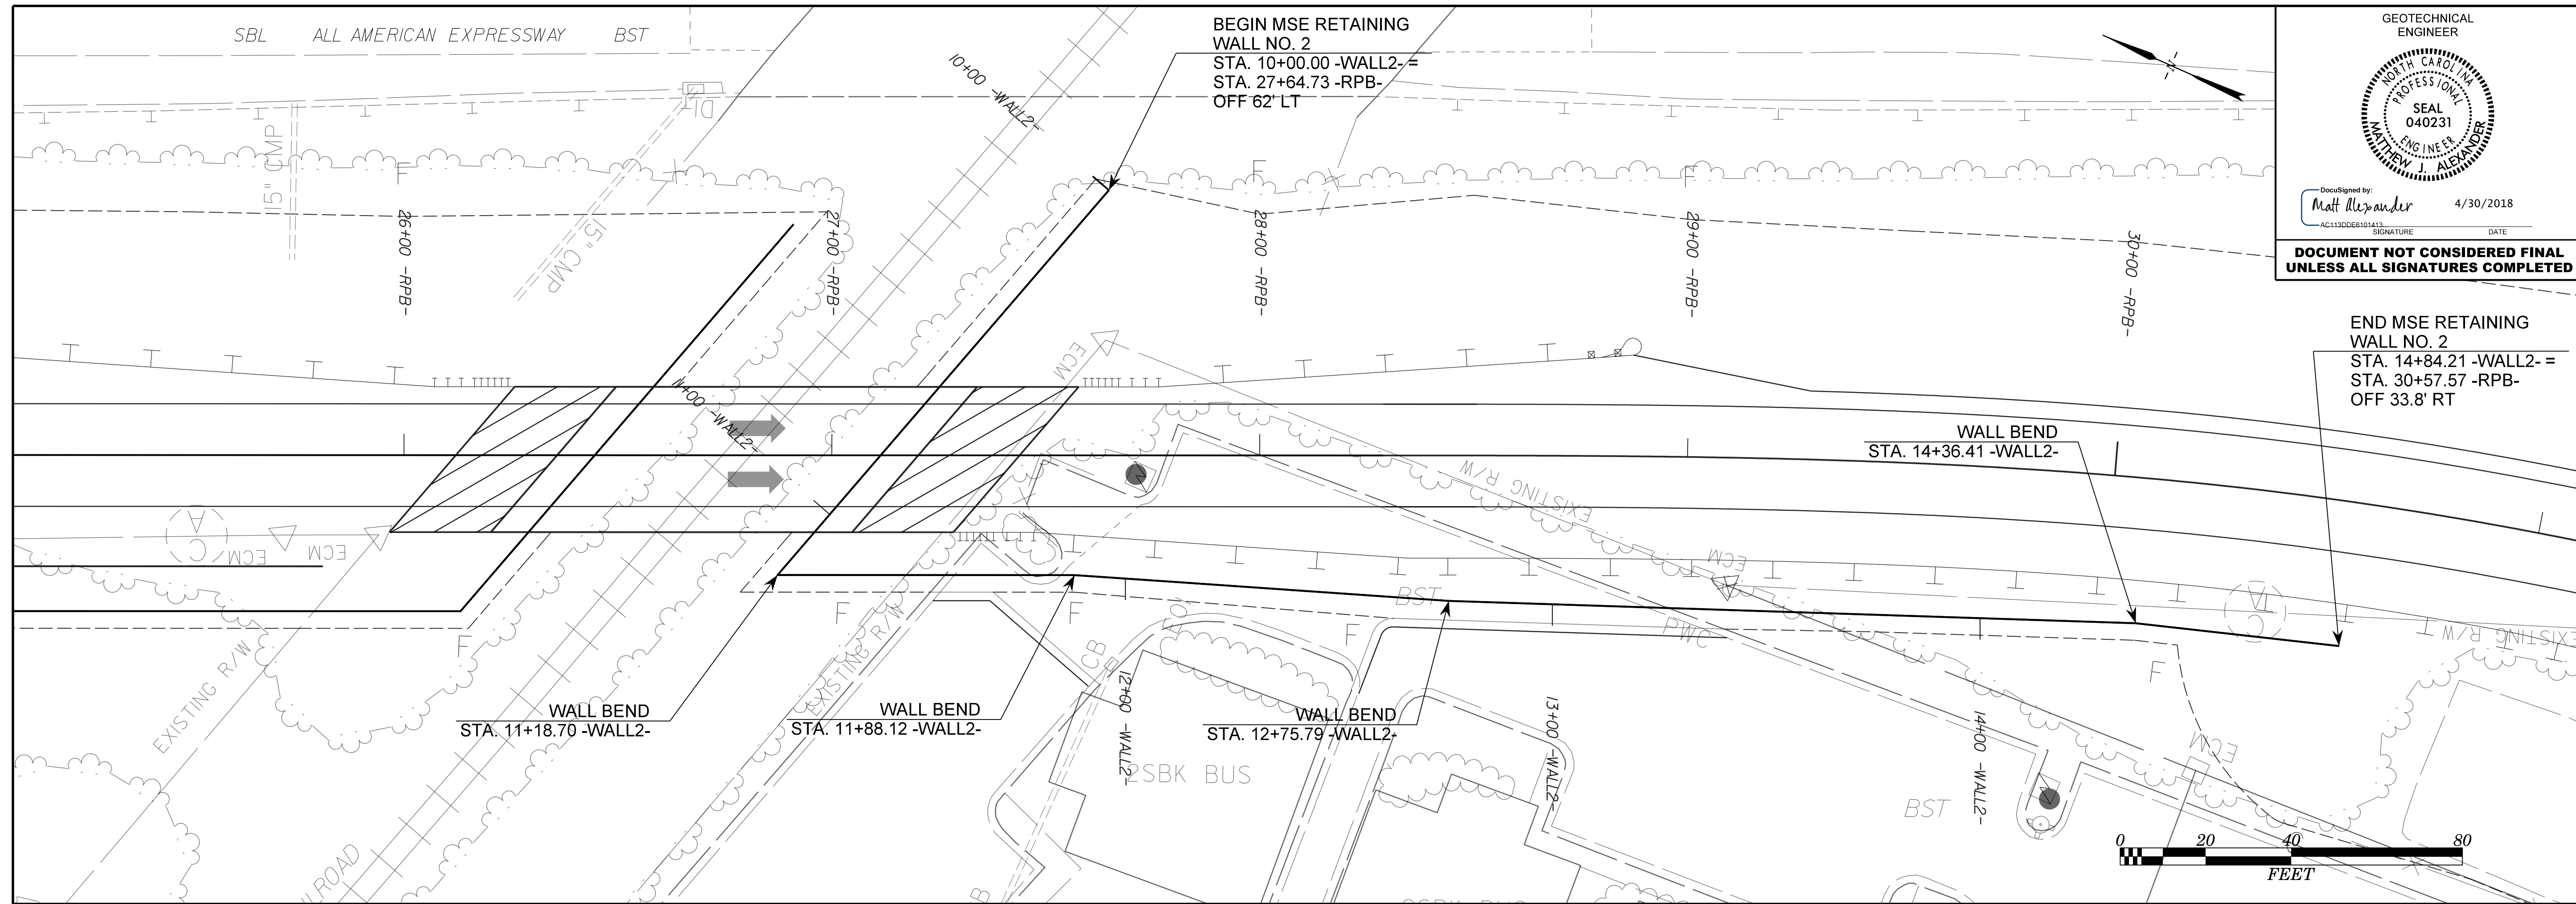 SBL ALL AMERICAN EXPRESSWAY BST
BEGIN MSE RETAINING
WALL NO. 2
STA. 10+00.00 -WALL2- =
STA. 27+64.73 -RPB-
OFF 62' LT
-N-
GEOTECHNICAL
ENGINEER
NORTH CAROLINA
PROFESSIONAL
SEAL
040231
ENGINEER
MATTHEW J. ALEXANDER
DocuSigned by:
Matt Alexander
4/30/2018
AC113DDE6101413...
SIGNATURE
DATE
DOCUMENT NOT CONSIDERED FINAL
UNLESS ALL SIGNATURES COMPLETED
10+00 -WALL2-
DI
15" CMP
15" CMP
F
F
F
26+00 -RPB-
27+00 -RPB-
28+00 -RPB-
29+00 -RPB-
30+00 -RPB-
END MSE RETAINING
WALL NO. 2
STA. 14+84.21 -WALL2- =
STA. 30+57.57 -RPB-
OFF 33.8' RT
11+00 -WALL2-
ECM
WALL BEND
STA. 14+36.41 -WALL2-
EXISTING R/W
C
A
ECM
ECM
ECM
BST
C
A
F
F
F
F
F
PWC
EXISTING R/W
EXISTING R/W
EXISTING R/W
CB
WALL BEND
STA. 11+18.70 -WALL2-
WALL BEND
STA. 11+88.12 -WALL2-
WALL BEND
STA. 12+75.79 -WALL2-
12+00 -WALL2-
13+00 -WALL2-
14+00 -WALL2-
2SBK BUS
BST
ECM
0 20 40 80
FEET